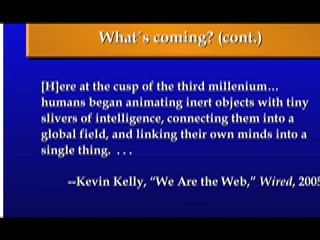 What´s coming? (cont.)
[H]ere at the cusp of the third millenium…
humans began animating inert objects with tiny
slivers of intelligence, connecting them into a
global field, and linking their own minds into a
single thing. . . .
--Kevin Kelly, “We Are the Web,” Wired, 2005